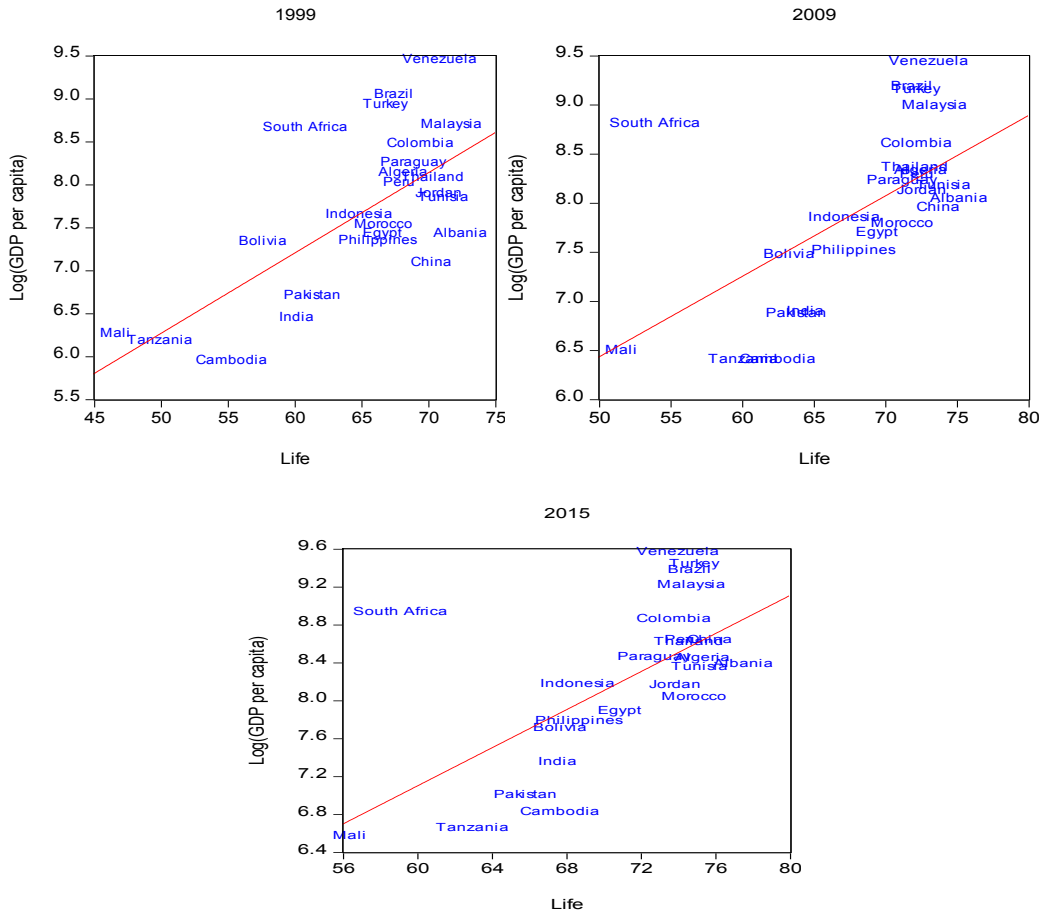 1999
Log(GDP per capita)
9.5
9.0
8.5
8.0
7.5
7.0
6.5
6.0
5.5
Venezuela
Brazil
Turkey
South Africa
Malaysia
Colombia
Paraguay
Algeria
Thailand
Peru
Jordan
Tunisia
Indonesia
Morocco
Egypt
Albania
Philippines
Bolivia
China
Pakistan
India
Mali
Tanzania
Cambodia
45 50 55 60 65 70 75
Life
2009
Log(GDP per capita)
9.5
9.0
8.5
8.0
7.5
7.0
6.5
6.0
Venezuela
Brazil
Turkey
Malaysia
South Africa
Colombia
Thailand
Algeria
Peru
Paraguay
Tunisia
Jordan
Albania
China
Indonesia
Morocco
Egypt
Philippines
Bolivia
India
Pakistan
Mali
Tanzania
Cambodia
50 55 60 65 70 75 80
Life
2015
Log(GDP per capita)
9.6
9.2
8.8
8.4
8.0
7.6
7.2
6.8
6.4
Venezuela
Turkey
Brazil
Malaysia
South Africa
Colombia
Peru
China
Thailand
Paraguay
Algeria
Albania
Tunisia
Indonesia
Jordan
Morocco
Egypt
Philippines
Bolivia
India
Pakistan
Cambodia
Tanzania
Mali
56 60 64 68 72 76 80
Life